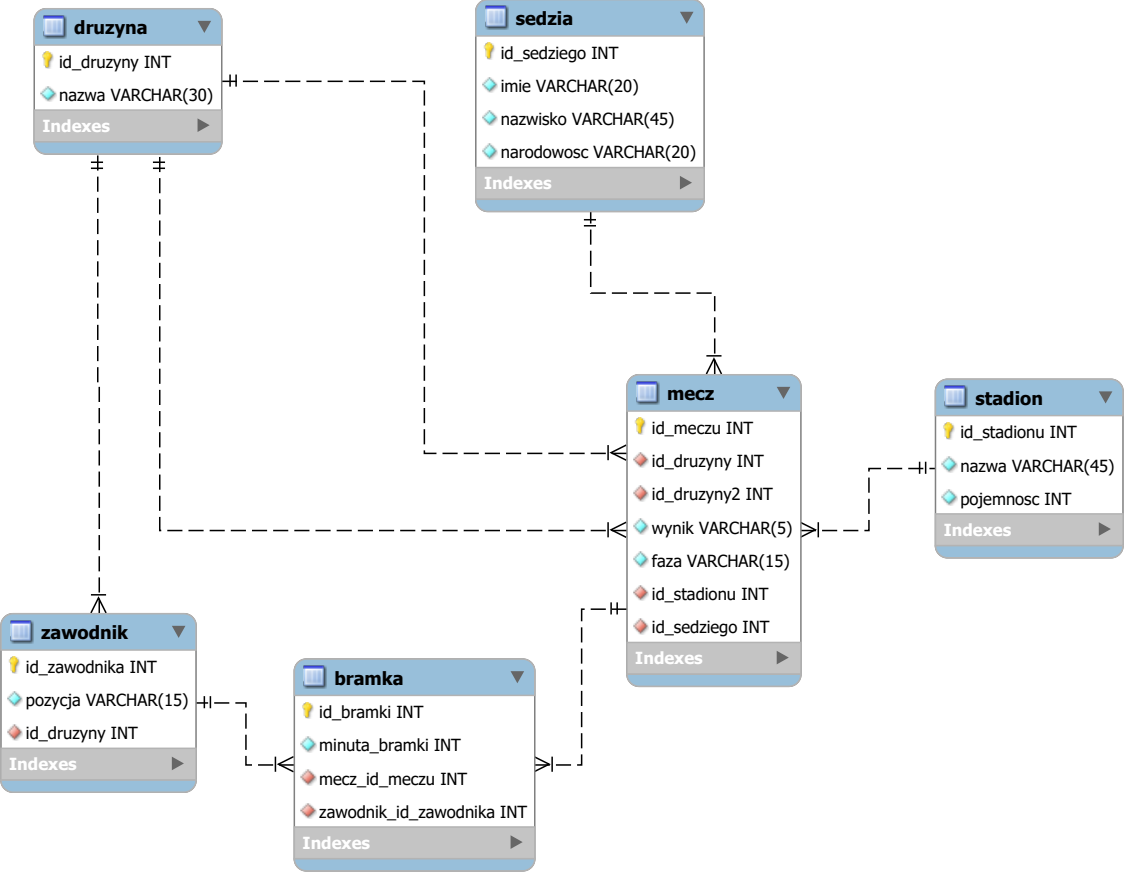 druzyna
id_druzyny INT
nazwa VARCHAR(30)
Indexes
sedzia
id_sedziego INT
imie VARCHAR(20)
nazwisko VARCHAR(45)
narodowosc VARCHAR(20)
Indexes
mecz
id_meczu INT
id_druzyny INT
id_druzyny2 INT
wynik VARCHAR(5)
faza VARCHAR(15)
id_stadionu INT
id_sedziego INT
Indexes
stadion
id_stadionu INT
nazwa VARCHAR(45)
pojemnosc INT
Indexes
zawodnik
id_zawodnika INT
pozycja VARCHAR(15)
id_druzyny INT
Indexes
bramka
id_bramki INT
minuta_bramki INT
mecz_id_meczu INT
zawodnik_id_zawodnika INT
Indexes